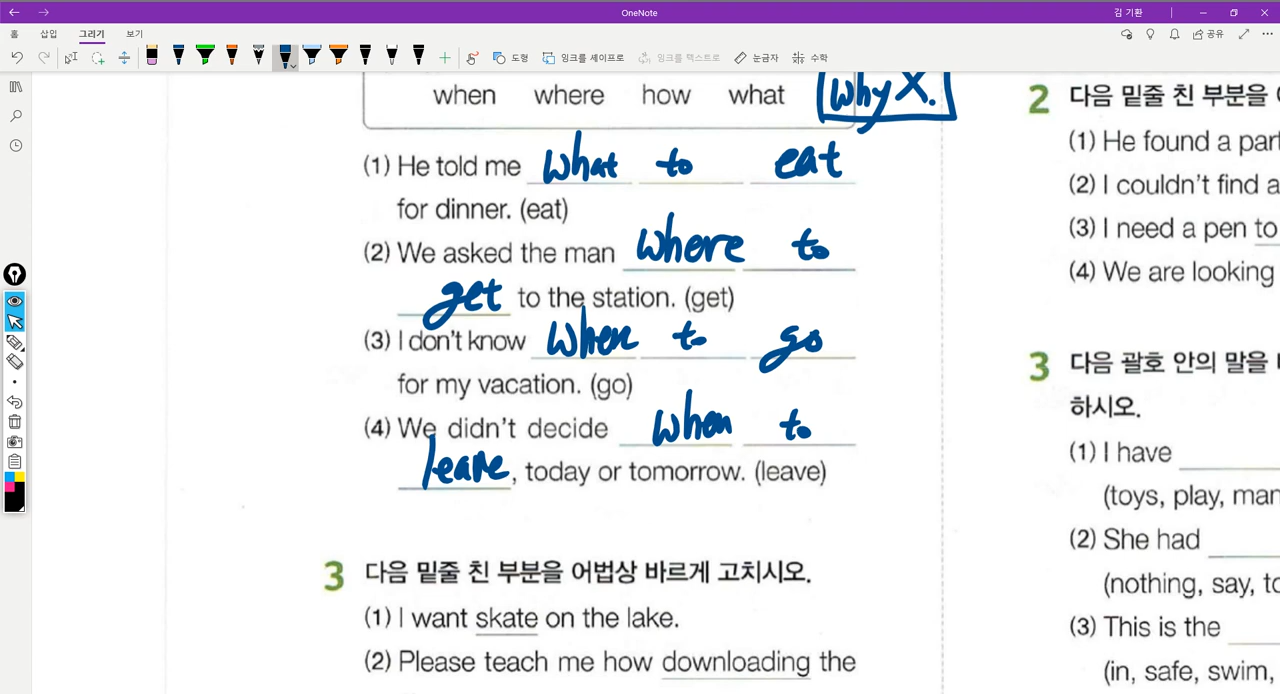 OneNote
김 기환
홈 삽입 그리기 보기
공유
도형 잉크를 셰이프로 잉크를 텍스트로 눈금자 수학
when where how what why X.
(1) He told me what to eat
for dinner. (eat)
(2) We asked the man where to
get to the station. (get)
(3) I don't know when to go
for my vacation. (go)
(4) We didn't decide when to
leave, today or tomorrow. (leave)
3 다음 밑줄 친 부분을 어법상 바르게 고치시오.
(1) I want skate on the lake.
(2) Please teach me how downloading the
2 다음 밑줄 친 부분을
(1) He found a par
(2) I couldn't find a
(3) I need a pen to
(4) We are looking
3 다음 괄호 안의 말을
하시오.
(1) I have
(toys, play, man
(2) She had
(nothing, say, to
(3) This is the
(in, safe, swim,